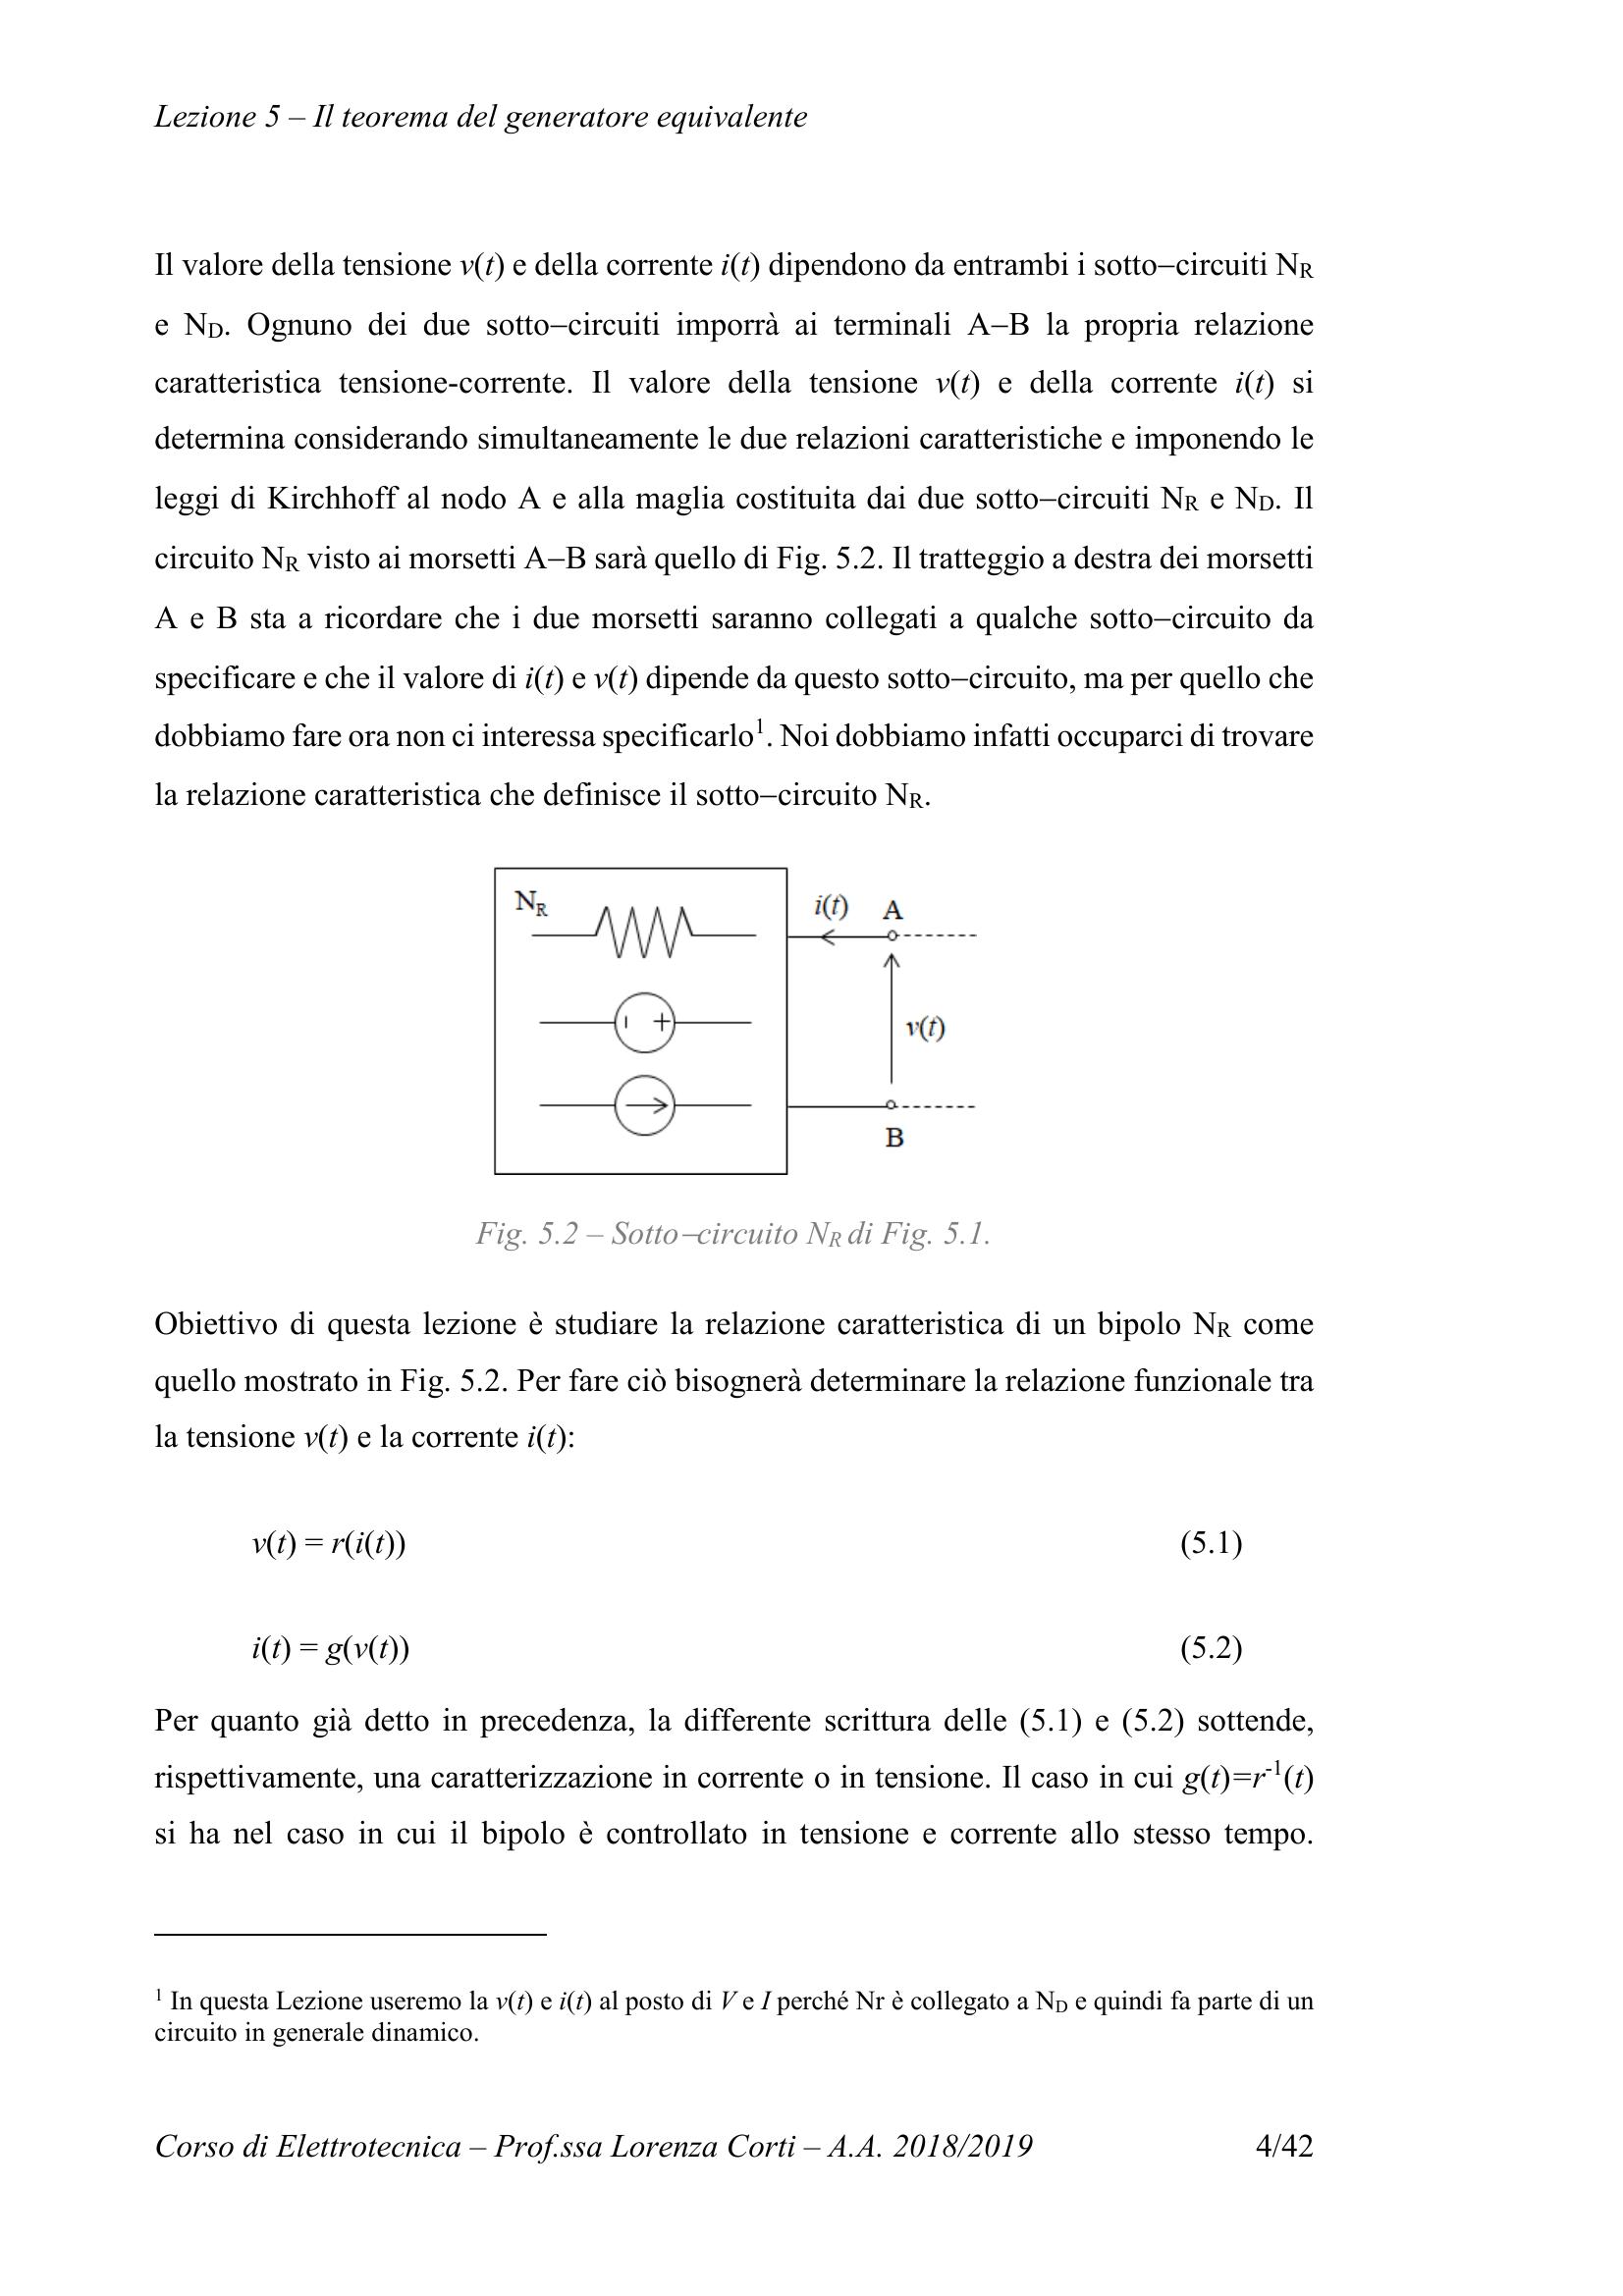 Lezione 5 – Il teorema del generatore equivalente
Il valore della tensione v(t) e della corrente i(t) dipendono da entrambi i sotto–circuiti NR
e ND. Ognuno dei due sotto–circuiti imporrà ai terminali A–B la propria relazione
caratteristica tensione-corrente. Il valore della tensione v(t) e della corrente i(t) si
determina considerando simultaneamente le due relazioni caratteristiche e imponendo le
leggi di Kirchhoff al nodo A e alla maglia costituita dai due sotto–circuiti NR e ND. Il
circuito NR visto ai morsetti A–B sarà quello di Fig. 5.2. Il tratteggio a destra dei morsetti
A e B sta a ricordare che i due morsetti saranno collegati a qualche sotto–circuito da
specificare e che il valore di i(t) e v(t) dipende da questo sotto–circuito, ma per quello che
dobbiamo fare ora non ci interessa specificarlo1. Noi dobbiamo infatti occuparci di trovare
la relazione caratteristica che definisce il sotto–circuito NR.
NR
i(t) A
v(t)
B
Fig. 5.2 – Sotto–circuito NR di Fig. 5.1.
Obiettivo di questa lezione è studiare la relazione caratteristica di un bipolo NR come
quello mostrato in Fig. 5.2. Per fare ciò bisognerà determinare la relazione funzionale tra
la tensione v(t) e la corrente i(t):
v(t) = r(i(t)) (5.1)
i(t) = g(v(t)) (5.2)
Per quanto già detto in precedenza, la differente scrittura delle (5.1) e (5.2) sottende,
rispettivamente, una caratterizzazione in corrente o in tensione. Il caso in cui g(t)=r-1(t)
si ha nel caso in cui il bipolo è controllato in tensione e corrente allo stesso tempo.
1 In questa Lezione useremo la v(t) e i(t) al posto di V e I perché Nr è collegato a ND e quindi fa parte di un
circuito in generale dinamico.
Corso di Elettrotecnica – Prof.ssa Lorenza Corti – A.A. 2018/2019 4/42